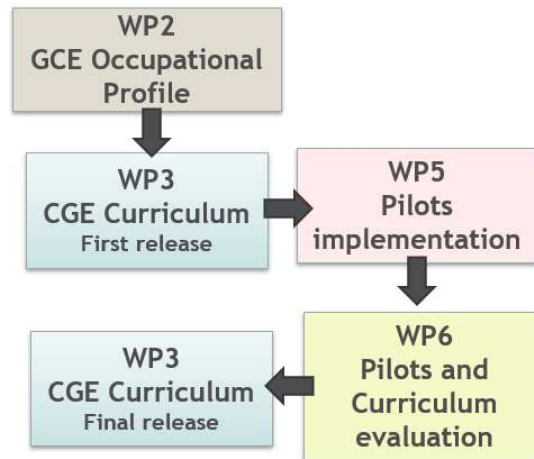 WP2
GCE Occupational
Profile
WP3
CGE Curriculum
First release
WP5
Pilots
implementation
WP6
Pilots and
Curriculum
evaluation
WP3
CGE Curriculum
Final release